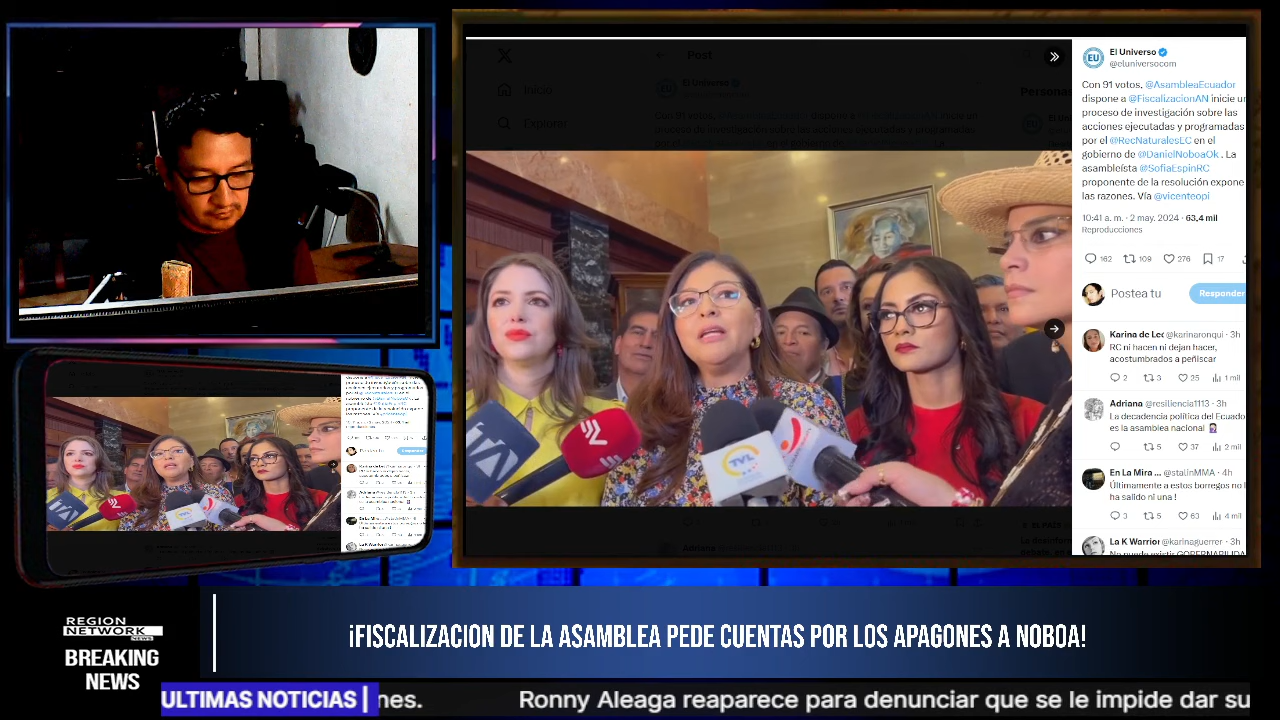 Post
Inicio
Explorar
El Universo
@eluniversocom
Con 91 votos, @AsambleaEcuador
dispone a @FiscalizacionAN inicie un
proceso de investigación sobre las
acciones ejecutadas y programadas
por el @RecNaturalesEC en el
gobierno de @DanielNoboaOk . La
asambleísta @SofiaEspinRC
proponente de la resolución expone
las razones. Vía @vicenteopi
10:41 a. m. · 2 may. 2024 · 63,4 mil
Reproducciones
162 109 276 17
Postea tu
Responder
Karina de Le @karinarongui · 3h
RC ni hacen ni dejan hacer,
acostumbrados a peñliscar
2 3 25 1 mil
Adriana @resiliencia1113 · 3h
La decadencia política del Ecuado
es la asamblea nacional
5 37 2 mil
En La Mira ... @stalinMMA · 4h
Últimamente a estos borregos no l
ha salido ni una !
3 5 63 4 mil
La K Warrior @karinaguerrer · 3h
REGION
NETWORK
NEWS
BREAKING
NEWS
¡FISCALIZACION DE LA ASAMBLEA PEDE CUENTAS POR LOS APAGONES A NOBOA!
ULTIMAS NOTICIAS | nes. Ronny Aleaga reaparece para denunciar que se le impide dar su